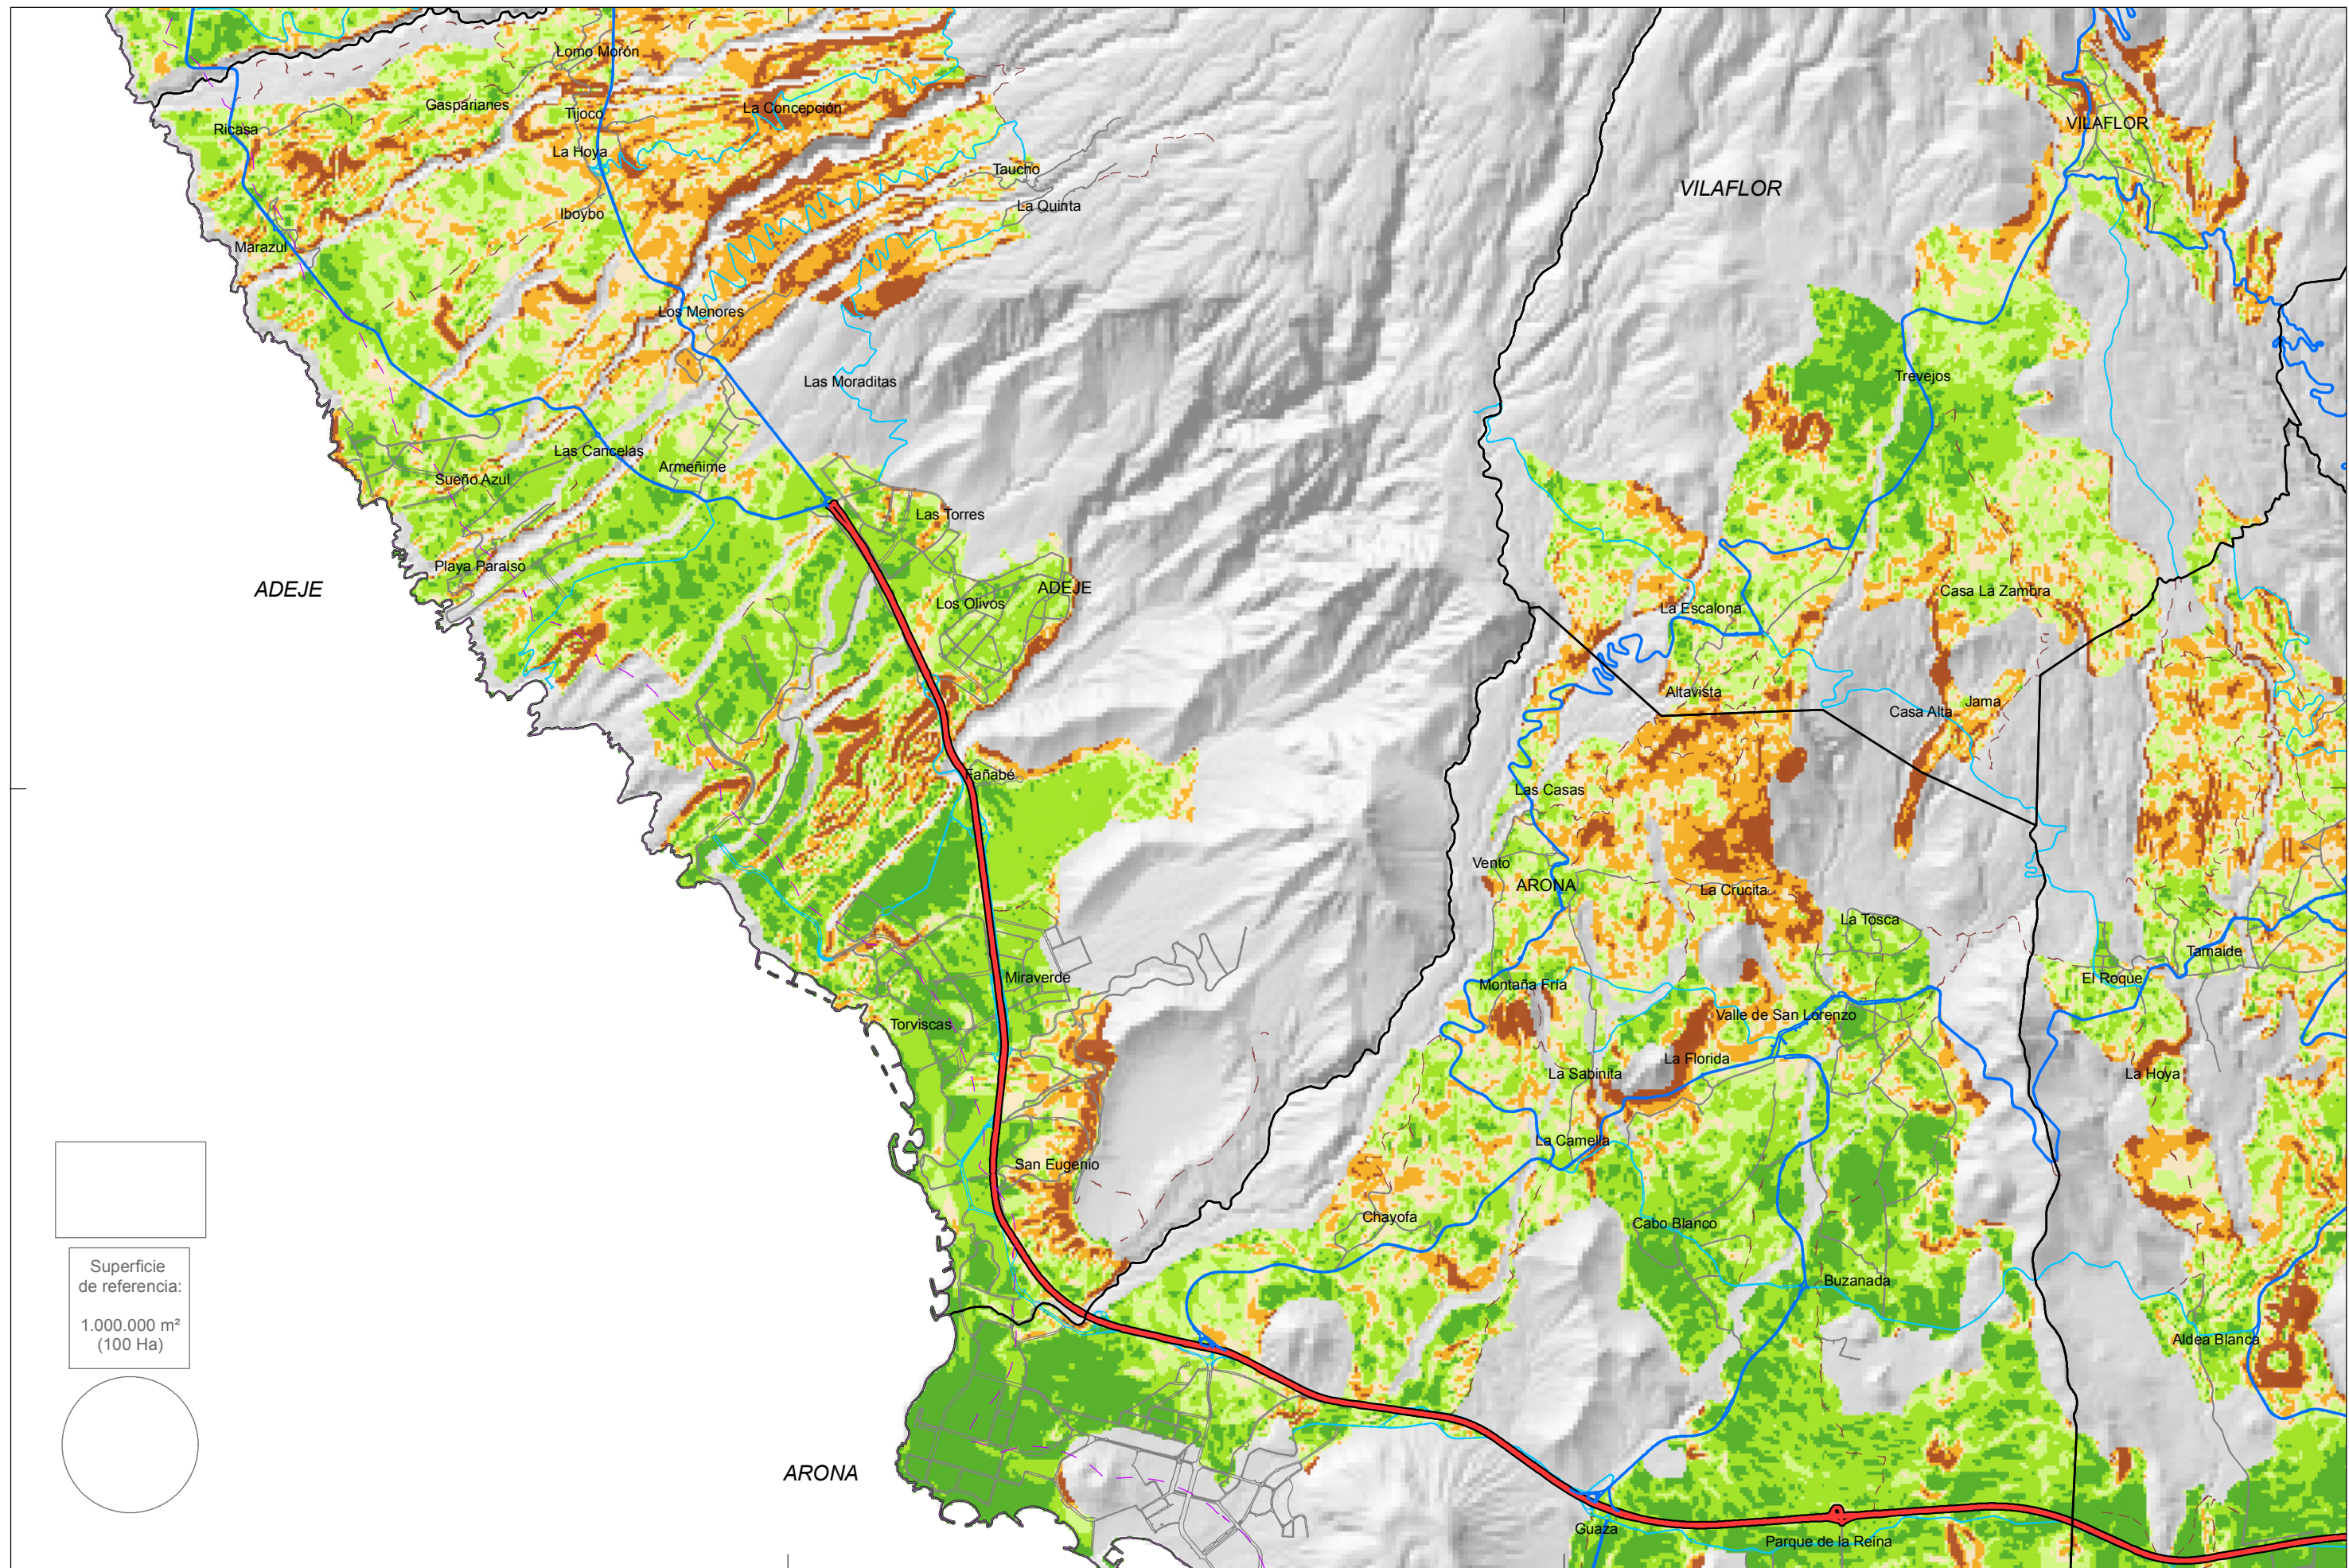 Lomo Morón
Gasparianes
La Concepción
Tijoco
VILAFLOR
Ricasa
La Hoya
Taucho
VILAFLOR
La Quinta
Iboybo
Marazul
Los Menores
Trevejos
Las Moraditas
Las Cancelas
Armeñime
Sueño Azul
Las Torres
Playa Paraíso
ADEJE
ADEJE
Casa La Zambra
Los Olivos
La Escalona
Altavista
Jama
Casa Alta
Fañabé
Las Casas
Vento
ARONA
La Crucita
La Tosca
Tamaide
Miraverde
El Roque
Montaña Fría
Valle de San Lorenzo
Torviscas
La Florida
La Sabinita
La Hoya
La Camella
San Eugenio
Chayofa
Cabo Blanco
Superficie
de referencia:
1.000.000 m²
(100 Ha)
Buzanada
Aldea Blanca
ARONA
Guaza
Parque de la Reina